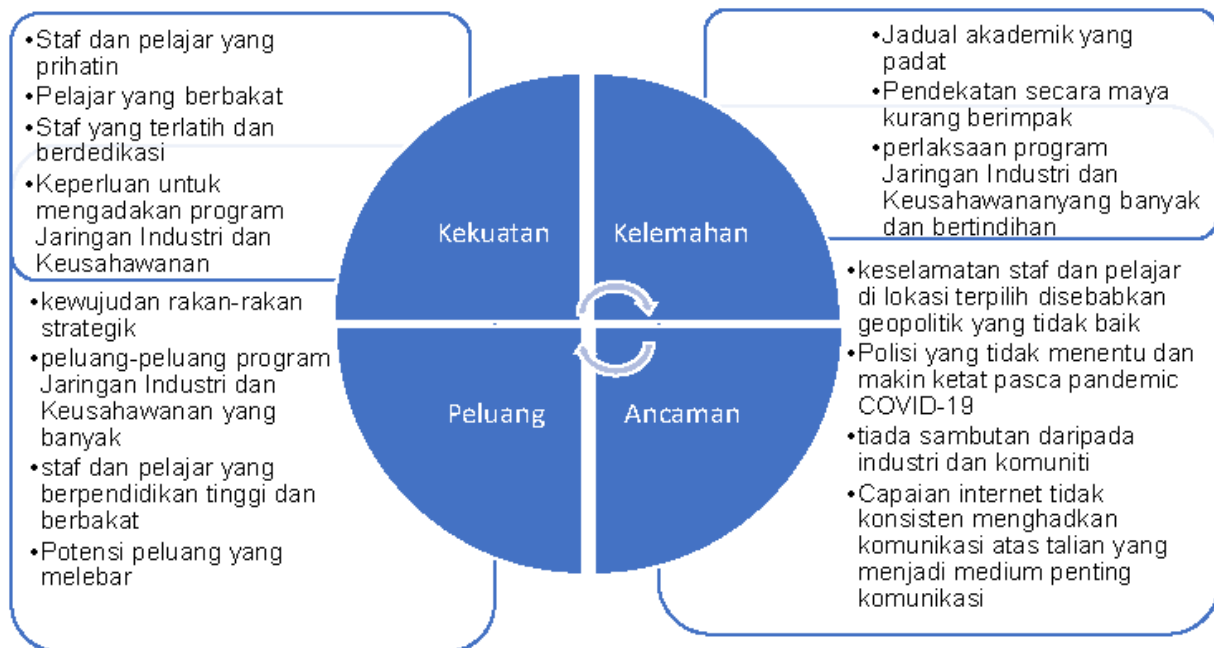 •Staf dan pelajar yang
prihatin
•Pelajar yang berbakat
•Staf yang terlatih dan
berdedikasi
•Keperluan untuk
mengadakan program
Jaringan Industri dan
Keusahawanan
Kekuatan
Kelemahan
•Jadual akademik yang
padat
•Pendekatan secara maya
kurang berimpak
•perlaksaan program
Jaringan Industri dan
Keusahawananyang banyak
dan bertindihan
•kewujudan rakan-rakan
strategik
•peluang-peluang program
Jaringan Industri dan
Keusahawanan yang
banyak
•staf dan pelajar yang
berpendidikan tinggi dan
berbakat
•Potensi peluang yang
melebar
Peluang
Ancaman
•keselamatan staf dan pelajar
di lokasi terpilih disebabkan
geopolitik yang tidak baik
•Polisi yang tidak menentu dan
makin ketat pasca pandemic
COVID-19
•tiada sambutan daripada
industri dan komuniti
•Capaian internet tidak
konsisten menghadkan
komunikasi atas talian yang
menjadi medium penting
komunikasi